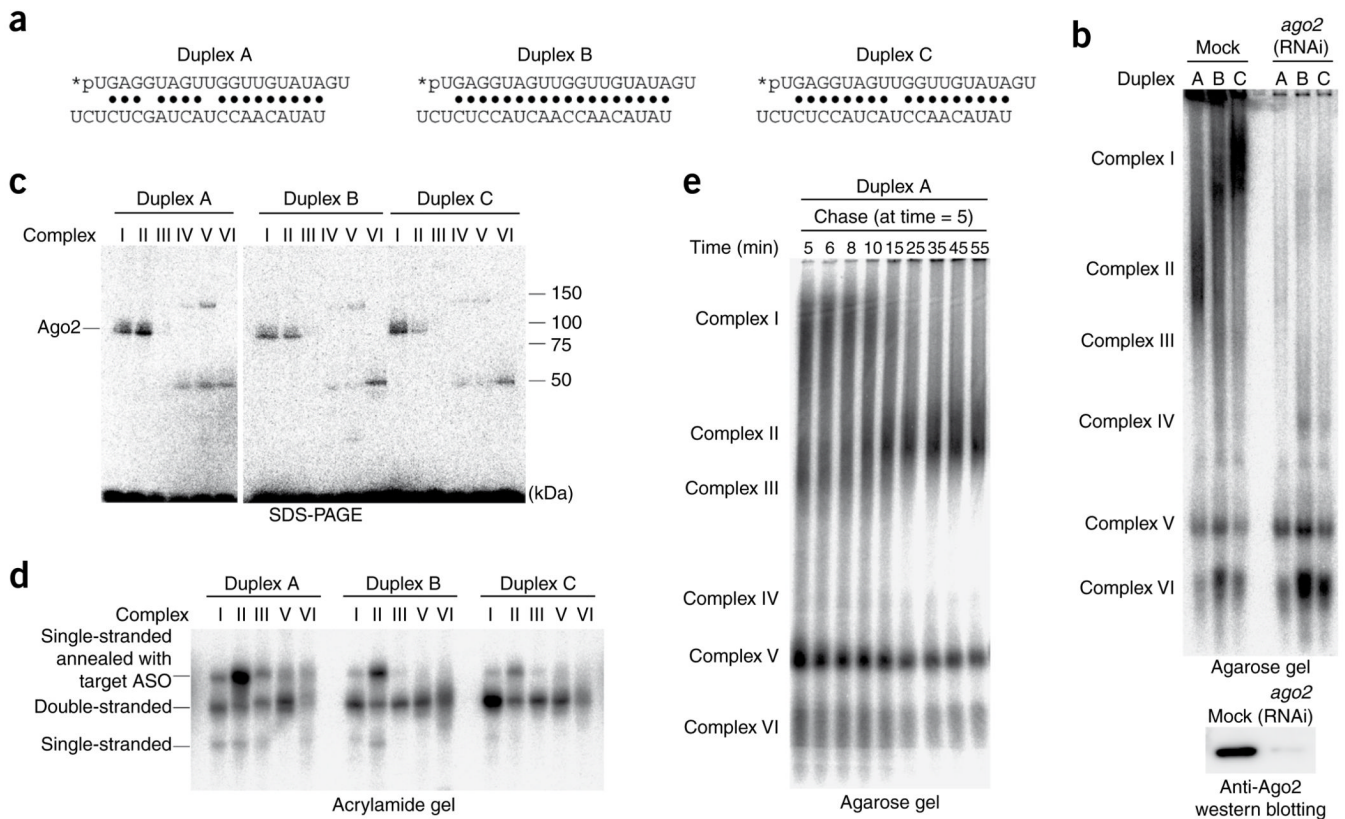 a
Duplex A
*pUGAGGUAGUUGGUUGUAUAGU
UCUCUCGAUCAUCCAACAUAU
Duplex B
*pUGAGGUAGUUGGUUGUAUAGU
UCUCUCCAUCAACCAACAUAU
Duplex C
*pUGAGGUAGUUGGUUGUAUAGU
UCUCUCCAUCAUCCAACAUAU
b
Mock
ago2
(RNAi)
Duplex A B C A B C
Complex I
Complex II
Complex III
Complex IV
Complex V
Complex VI
Agarose gel
ago2
Mock (RNAi)
Anti-Ago2
western blotting
c
Duplex A Duplex B Duplex C
Complex I II III IV V VI I II III IV V VI I II III IV V VI
Ago2
150
100
75
50
(kDa)
SDS-PAGE
d
Duplex A Duplex B Duplex C
Complex I II III V VI I II III V VI I II III V VI
Single-stranded
annealed with
target ASO
Double-stranded
Single-stranded
Acrylamide gel
e
Duplex A
Chase (at time = 5)
Time (min) 5 6 8 10 15 25 35 45 55
Complex I
Complex II
Complex III
Complex IV
Complex V
Complex VI
Agarose gel